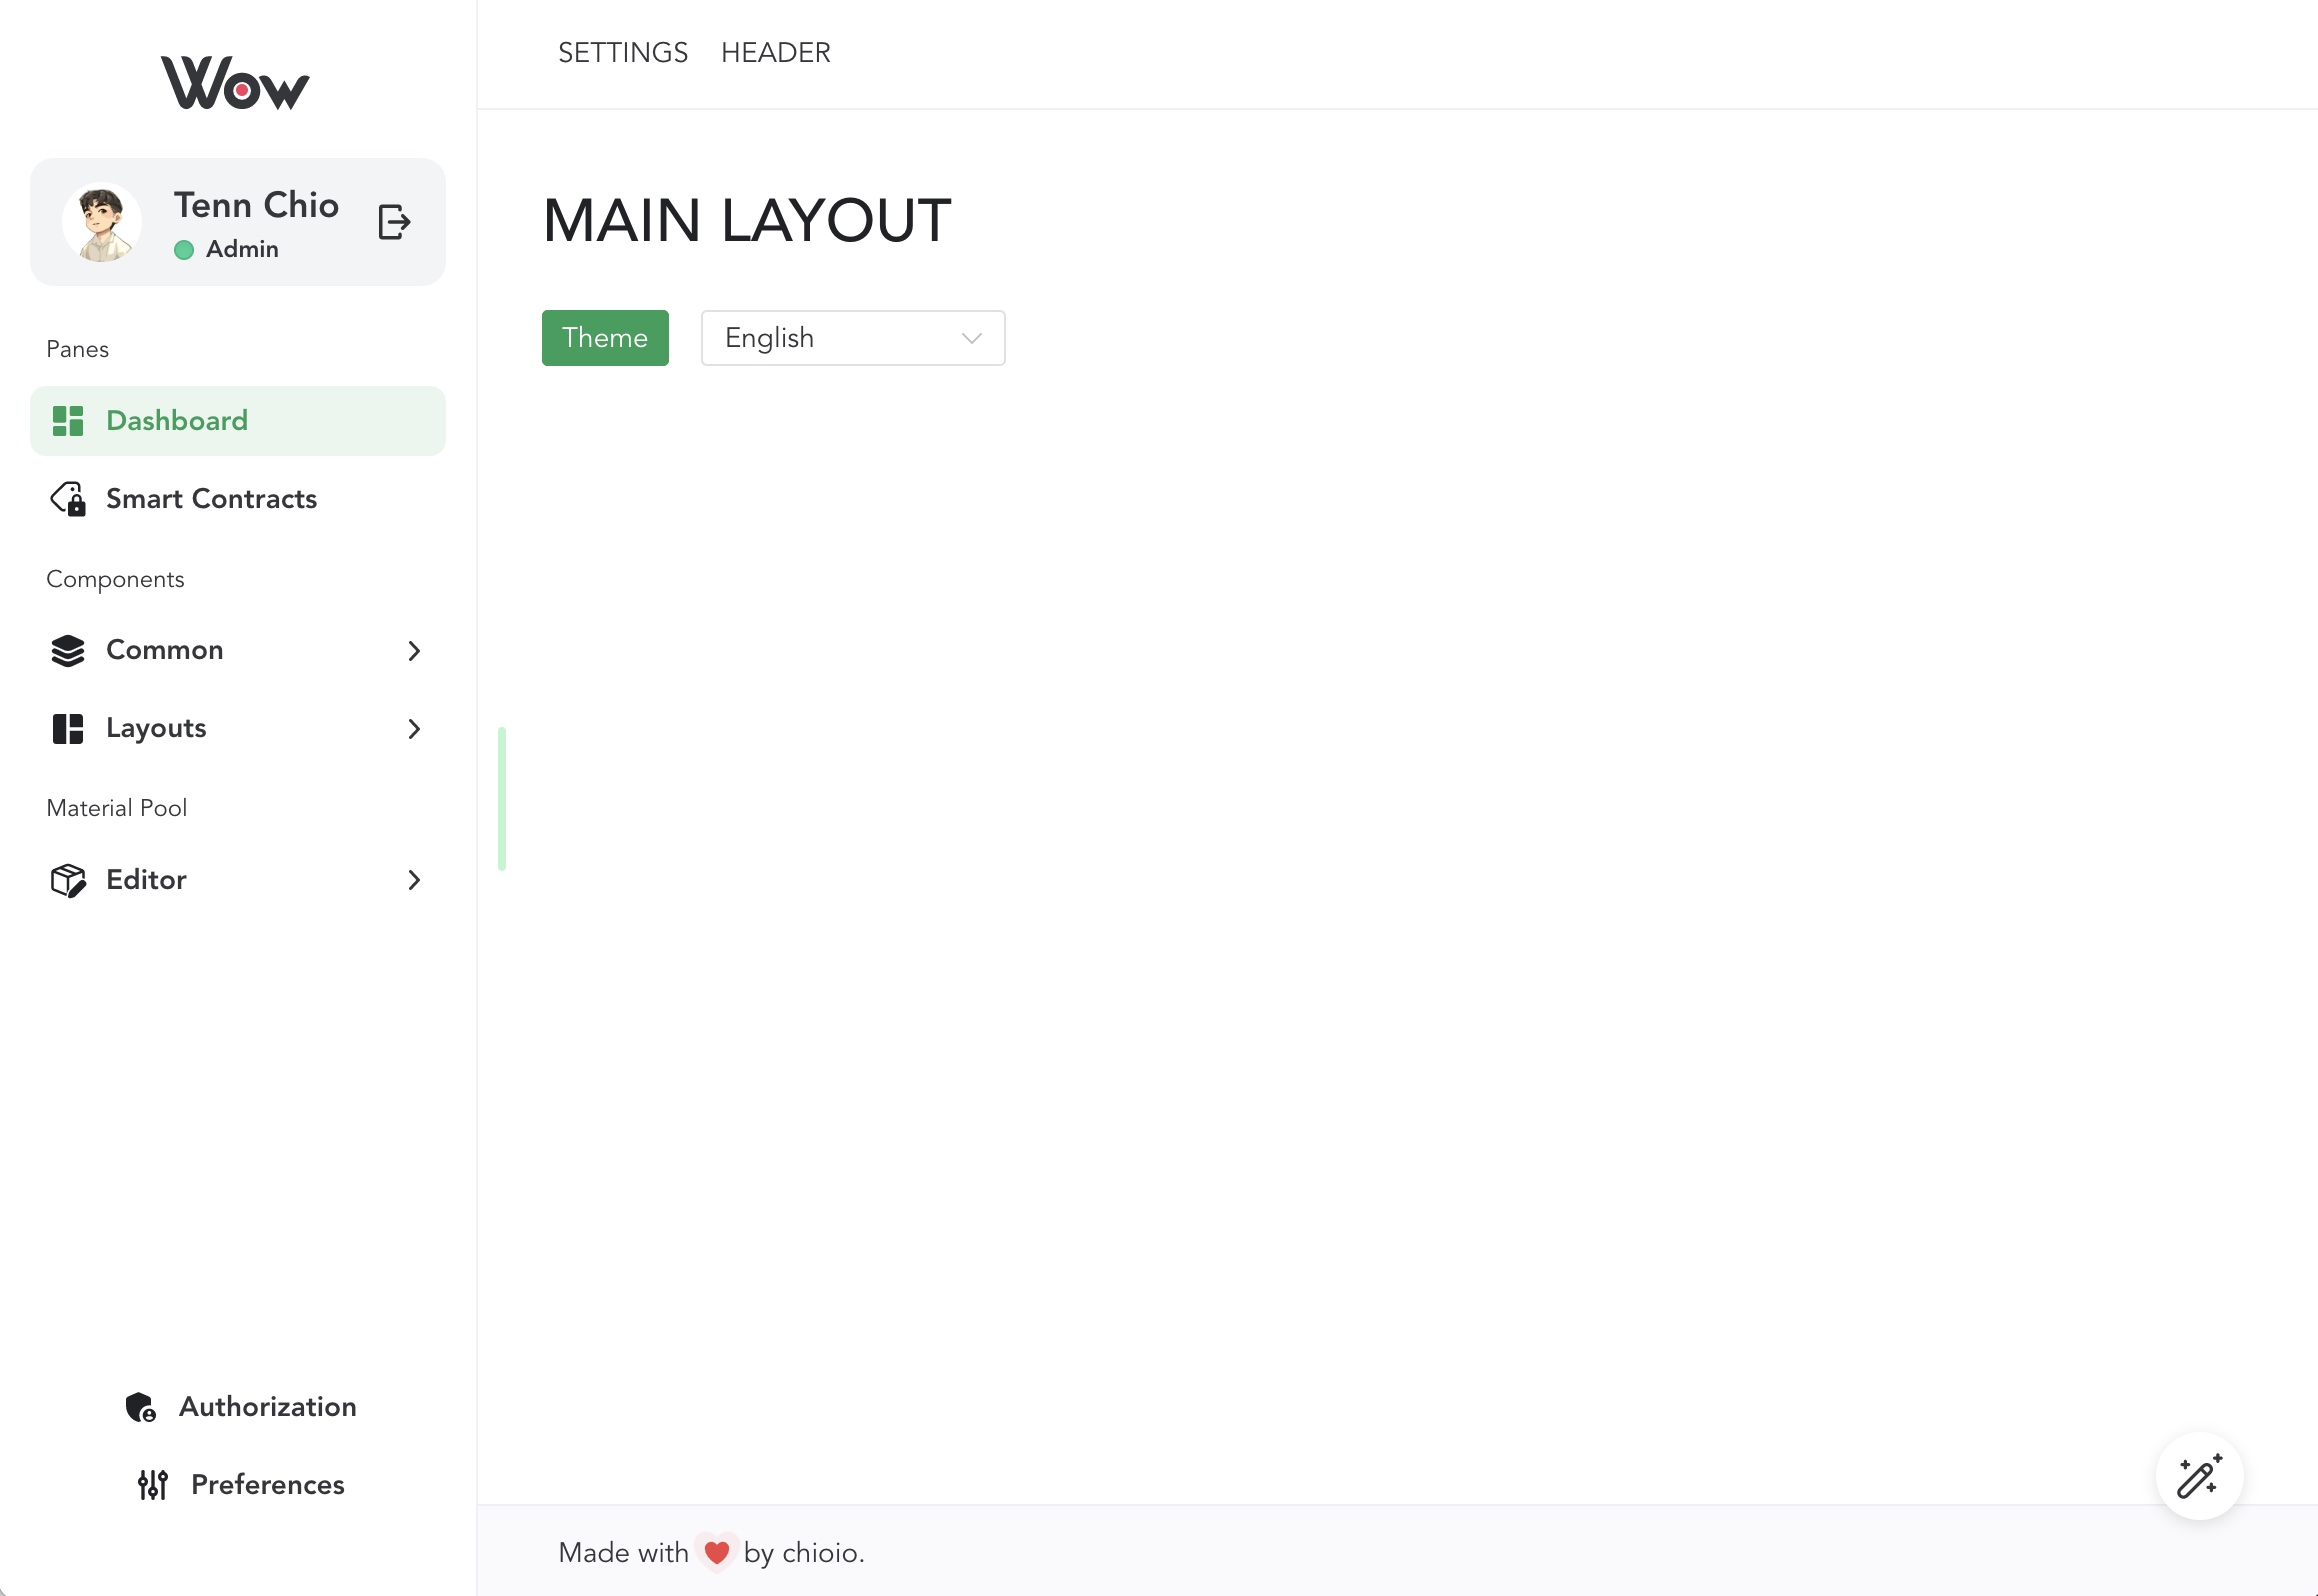 Wow
Tenn Chio
Admin
Panes
Dashboard
Smart Contracts
Components
Common
Layouts
Material Pool
Editor
Authorization
Preferences
SETTINGS HEADER
MAIN LAYOUT
Theme English
Made with by chioio.